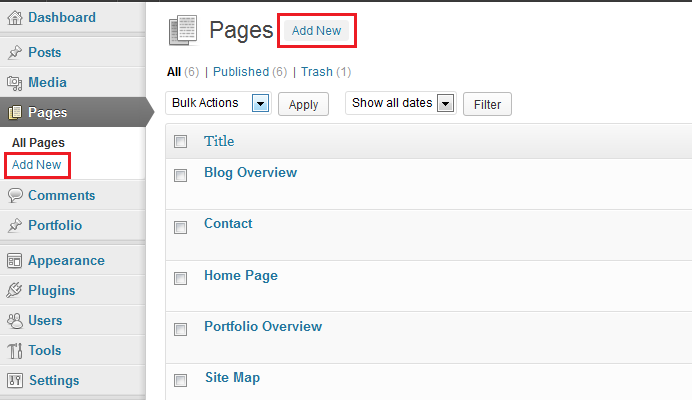 Dashboard
Posts
Media
Pages
All Pages
Add New
Comments
Portfolio
Appearance
Plugins
Users
Tools
Settings
Pages Add New
All (6) | Published (6) | Trash (1)
Bulk Actions Apply Show all dates Filter
Title
Blog Overview
Contact
Home Page
Portfolio Overview
Site Map